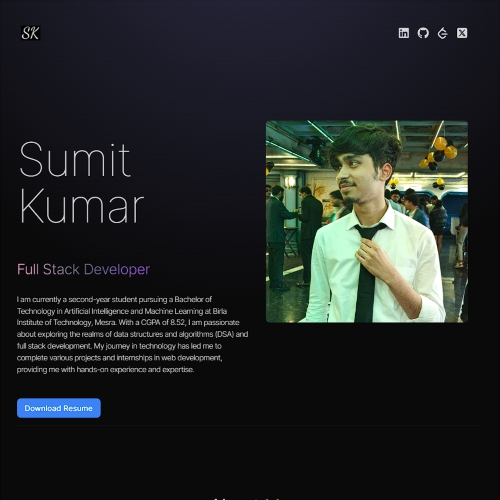 SK
Sumit
Kumar
Full Stack Developer
I am currently a second-year student pursuing a Bachelor of
Technology in Artificial Intelligence and Machine Learning at Birla
Institute of Technology, Mesra. With a CGPA of 8.52, I am passionate
about exploring the realms of data structures and algorithms (DSA) and
full stack development. My journey in technology has led me to
complete various projects and internships in web development,
providing me with hands-on experience and expertise.
Download Resume